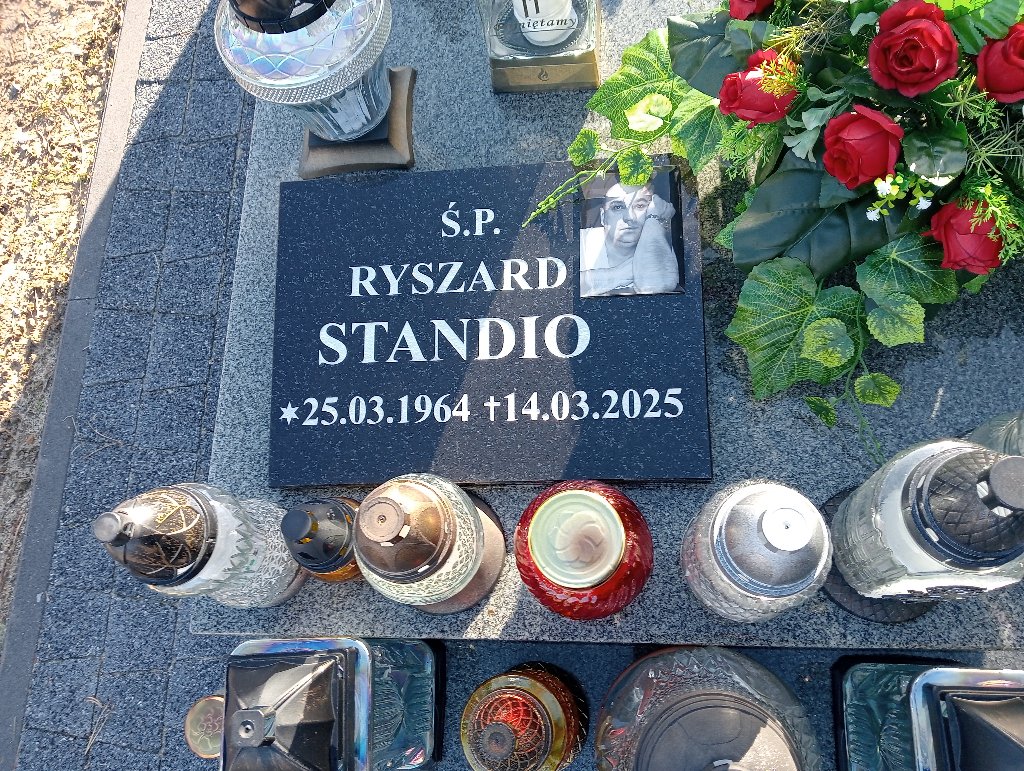 Pamiętamy
Ś.P.
RYSZARD
STANDIO
✶25.03.1964 †14.03.2025